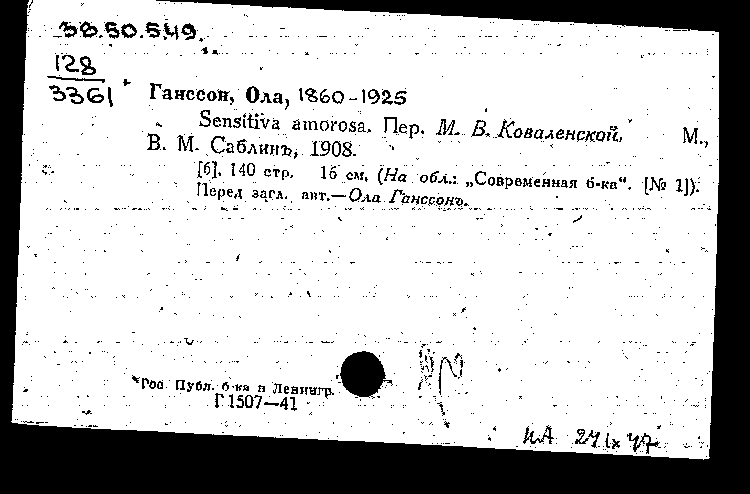 38.50.549.
128
3361
Ганссон, Ола, 1860-1925
Sensitiva amorosa. Пер. М. В. Коваленской. М.,
В. М. Саблинъ, 1908.
[6], 140 стр. 16 см. (На обл.: „Современная б-ка“. [№ 1]).
Перед загл. авт.—Ола Ганссонъ.
Гос. Публ. б-ка в Ленингр.
Г 1507—41